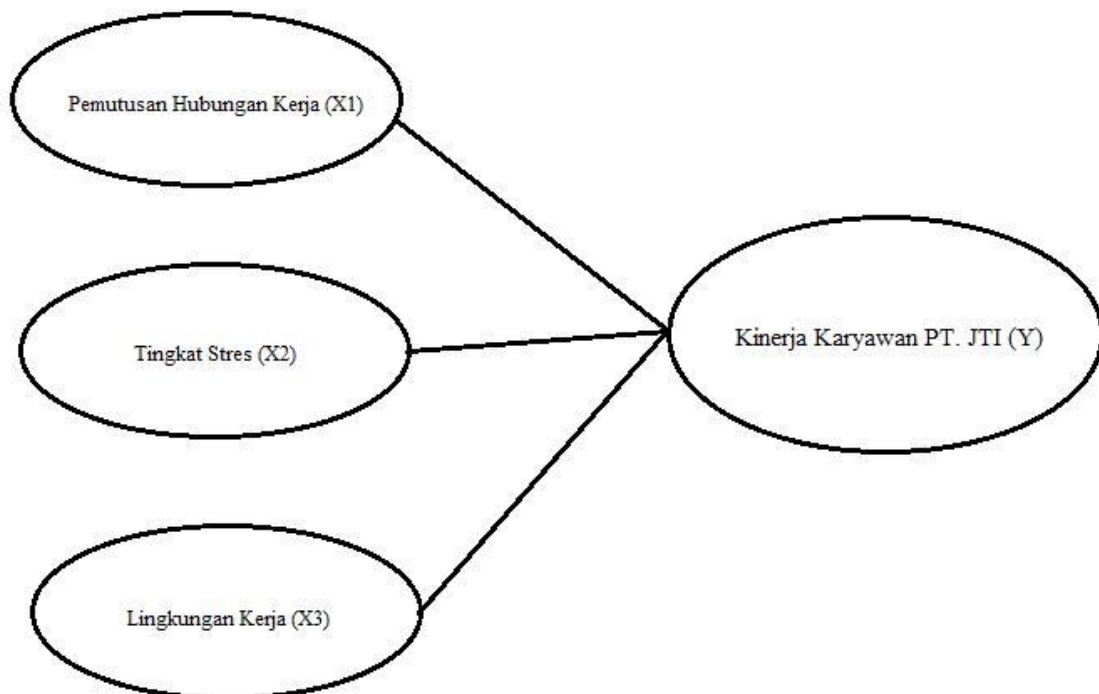 Pemutusan Hubungan Kerja (X1)
Tingkat Stres (X2)
Kinerja Karyawan PT. JTI (Y)
Lingkungan Kerja (X3)